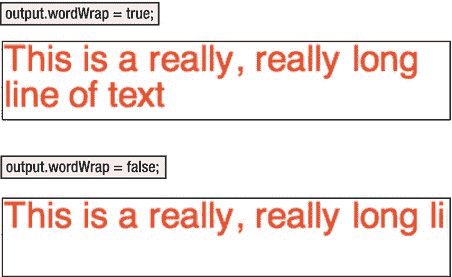 output.wordWrap = true;
This is a really, really long
line of text
output.wordWrap = false;
This is a really, really long li